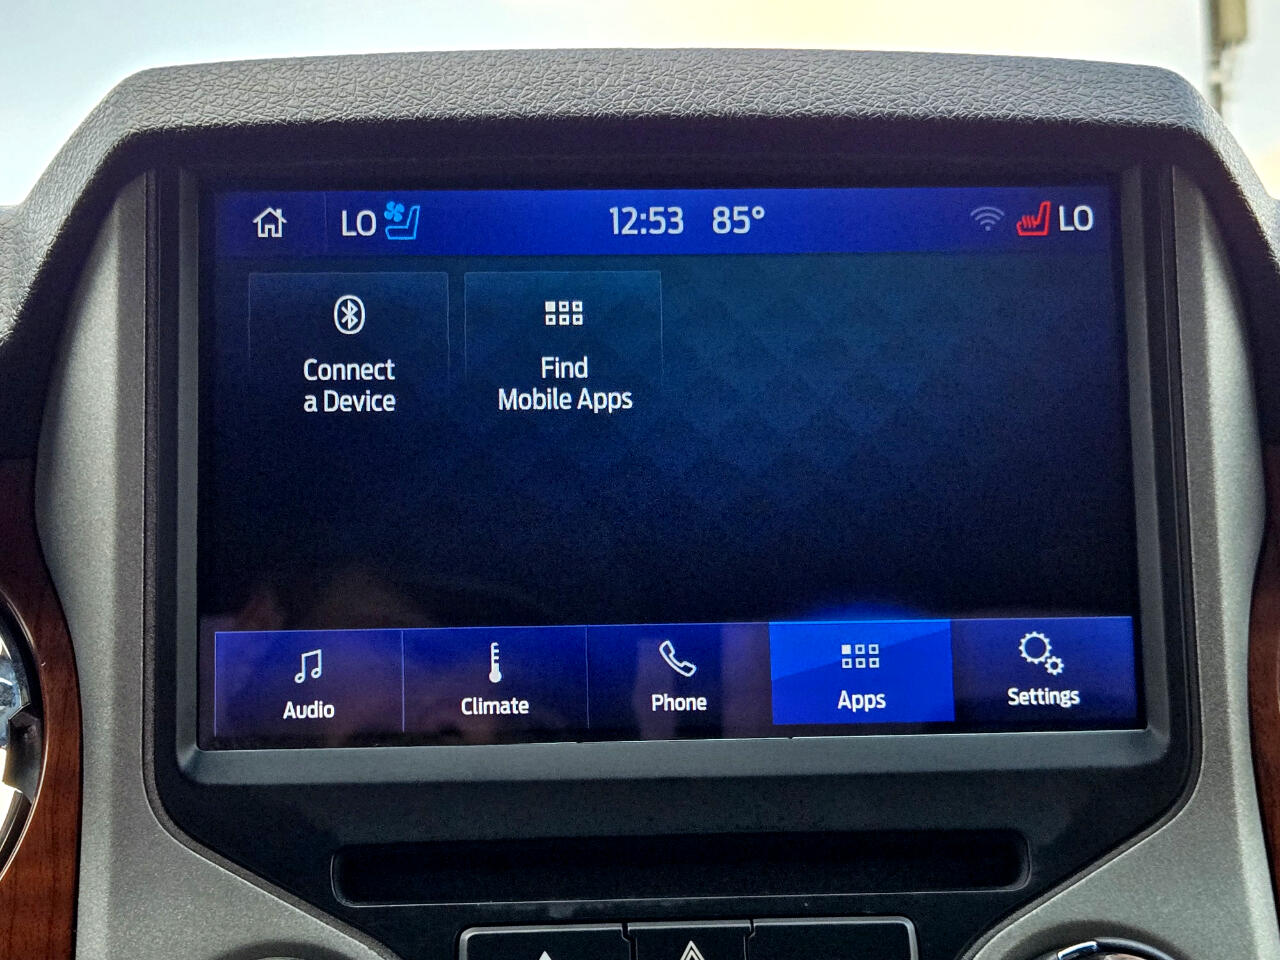 LO 12:53 85° LO
Connect
a Device
Find
Mobile Apps
Audio
Climate
Phone
Apps
Settings